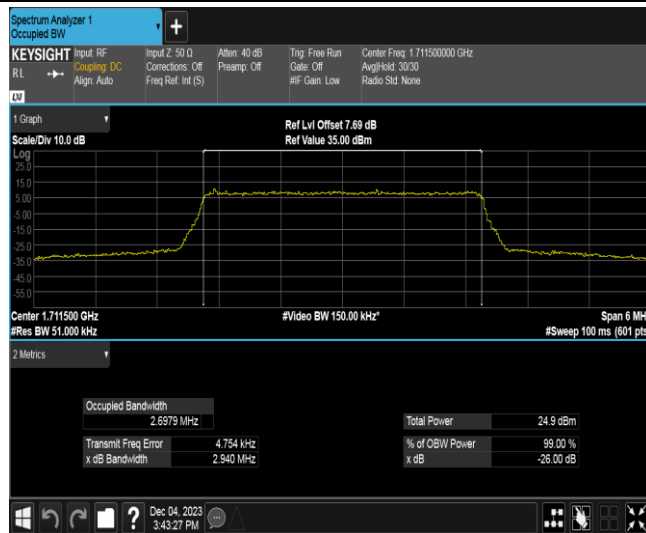 Spectrum Analyzer 1
Occupied BW
+
KEYSIGHT
RL
Input: RF
Coupling: DC
Align: Auto
Input Z: 50 Ω
Corrections: Off
Freq Ref: Int (S)
Atten: 40 dB
Preamp: Off
Trig: Free Run
Gate: Off
#IF Gain: Low
Center Freq: 1.711500000 GHz
Avg|Hold: 30/30
Radio Std: None
1 Graph
Scale/Div 10.0 dB
Ref Lvl Offset 7.69 dB
Ref Value 35.00 dBm
Log
25.0
15.0
5.00
-5.00
-15.0
-25.0
-35.0
-45.0
-55.0
Center 1.711500 GHz
#Video BW 150.00 kHz*
Span 6 MH
#Res BW 51.000 kHz
#Sweep 100 ms (601 pts
2 Metrics
Occupied Bandwidth
2.6979 MHz
Total Power 24.9 dBm
Transmit Freq Error 4.754 kHz
% of OBW Power 99.00 %
x dB Bandwidth 2.940 MHz
x dB -26.00 dB
?
Dec 04, 2023
3:43:27 PM